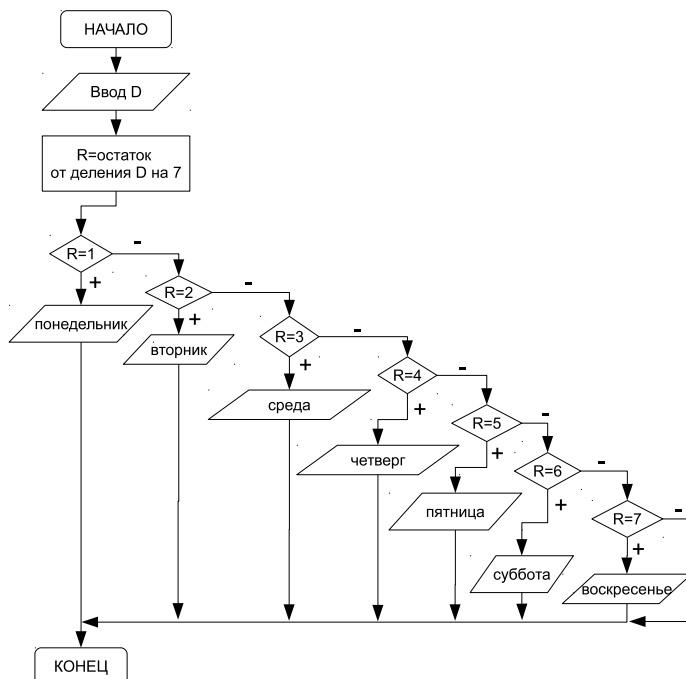 НАЧАЛО
Ввод D
R=остаток
от деления D на 7
R=1
-
+
понедельник
R=2
-
+
вторник
R=3
-
+
среда
R=4
-
+
четверг
R=5
-
+
пятница
R=6
-
+
суббота
R=7
-
+
воскресенье
КОНЕЦ